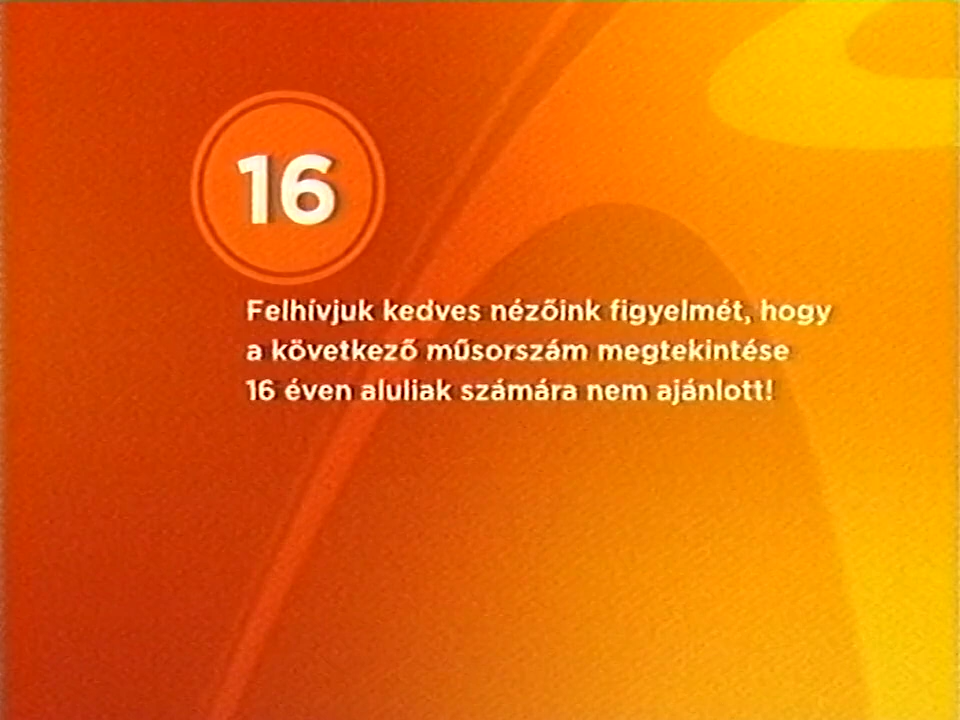 16
Felhívjuk kedves nézőink figyelmét, hogy
a következő műsorszám megtekintése
16 éven aluliak számára nem ajánlott!